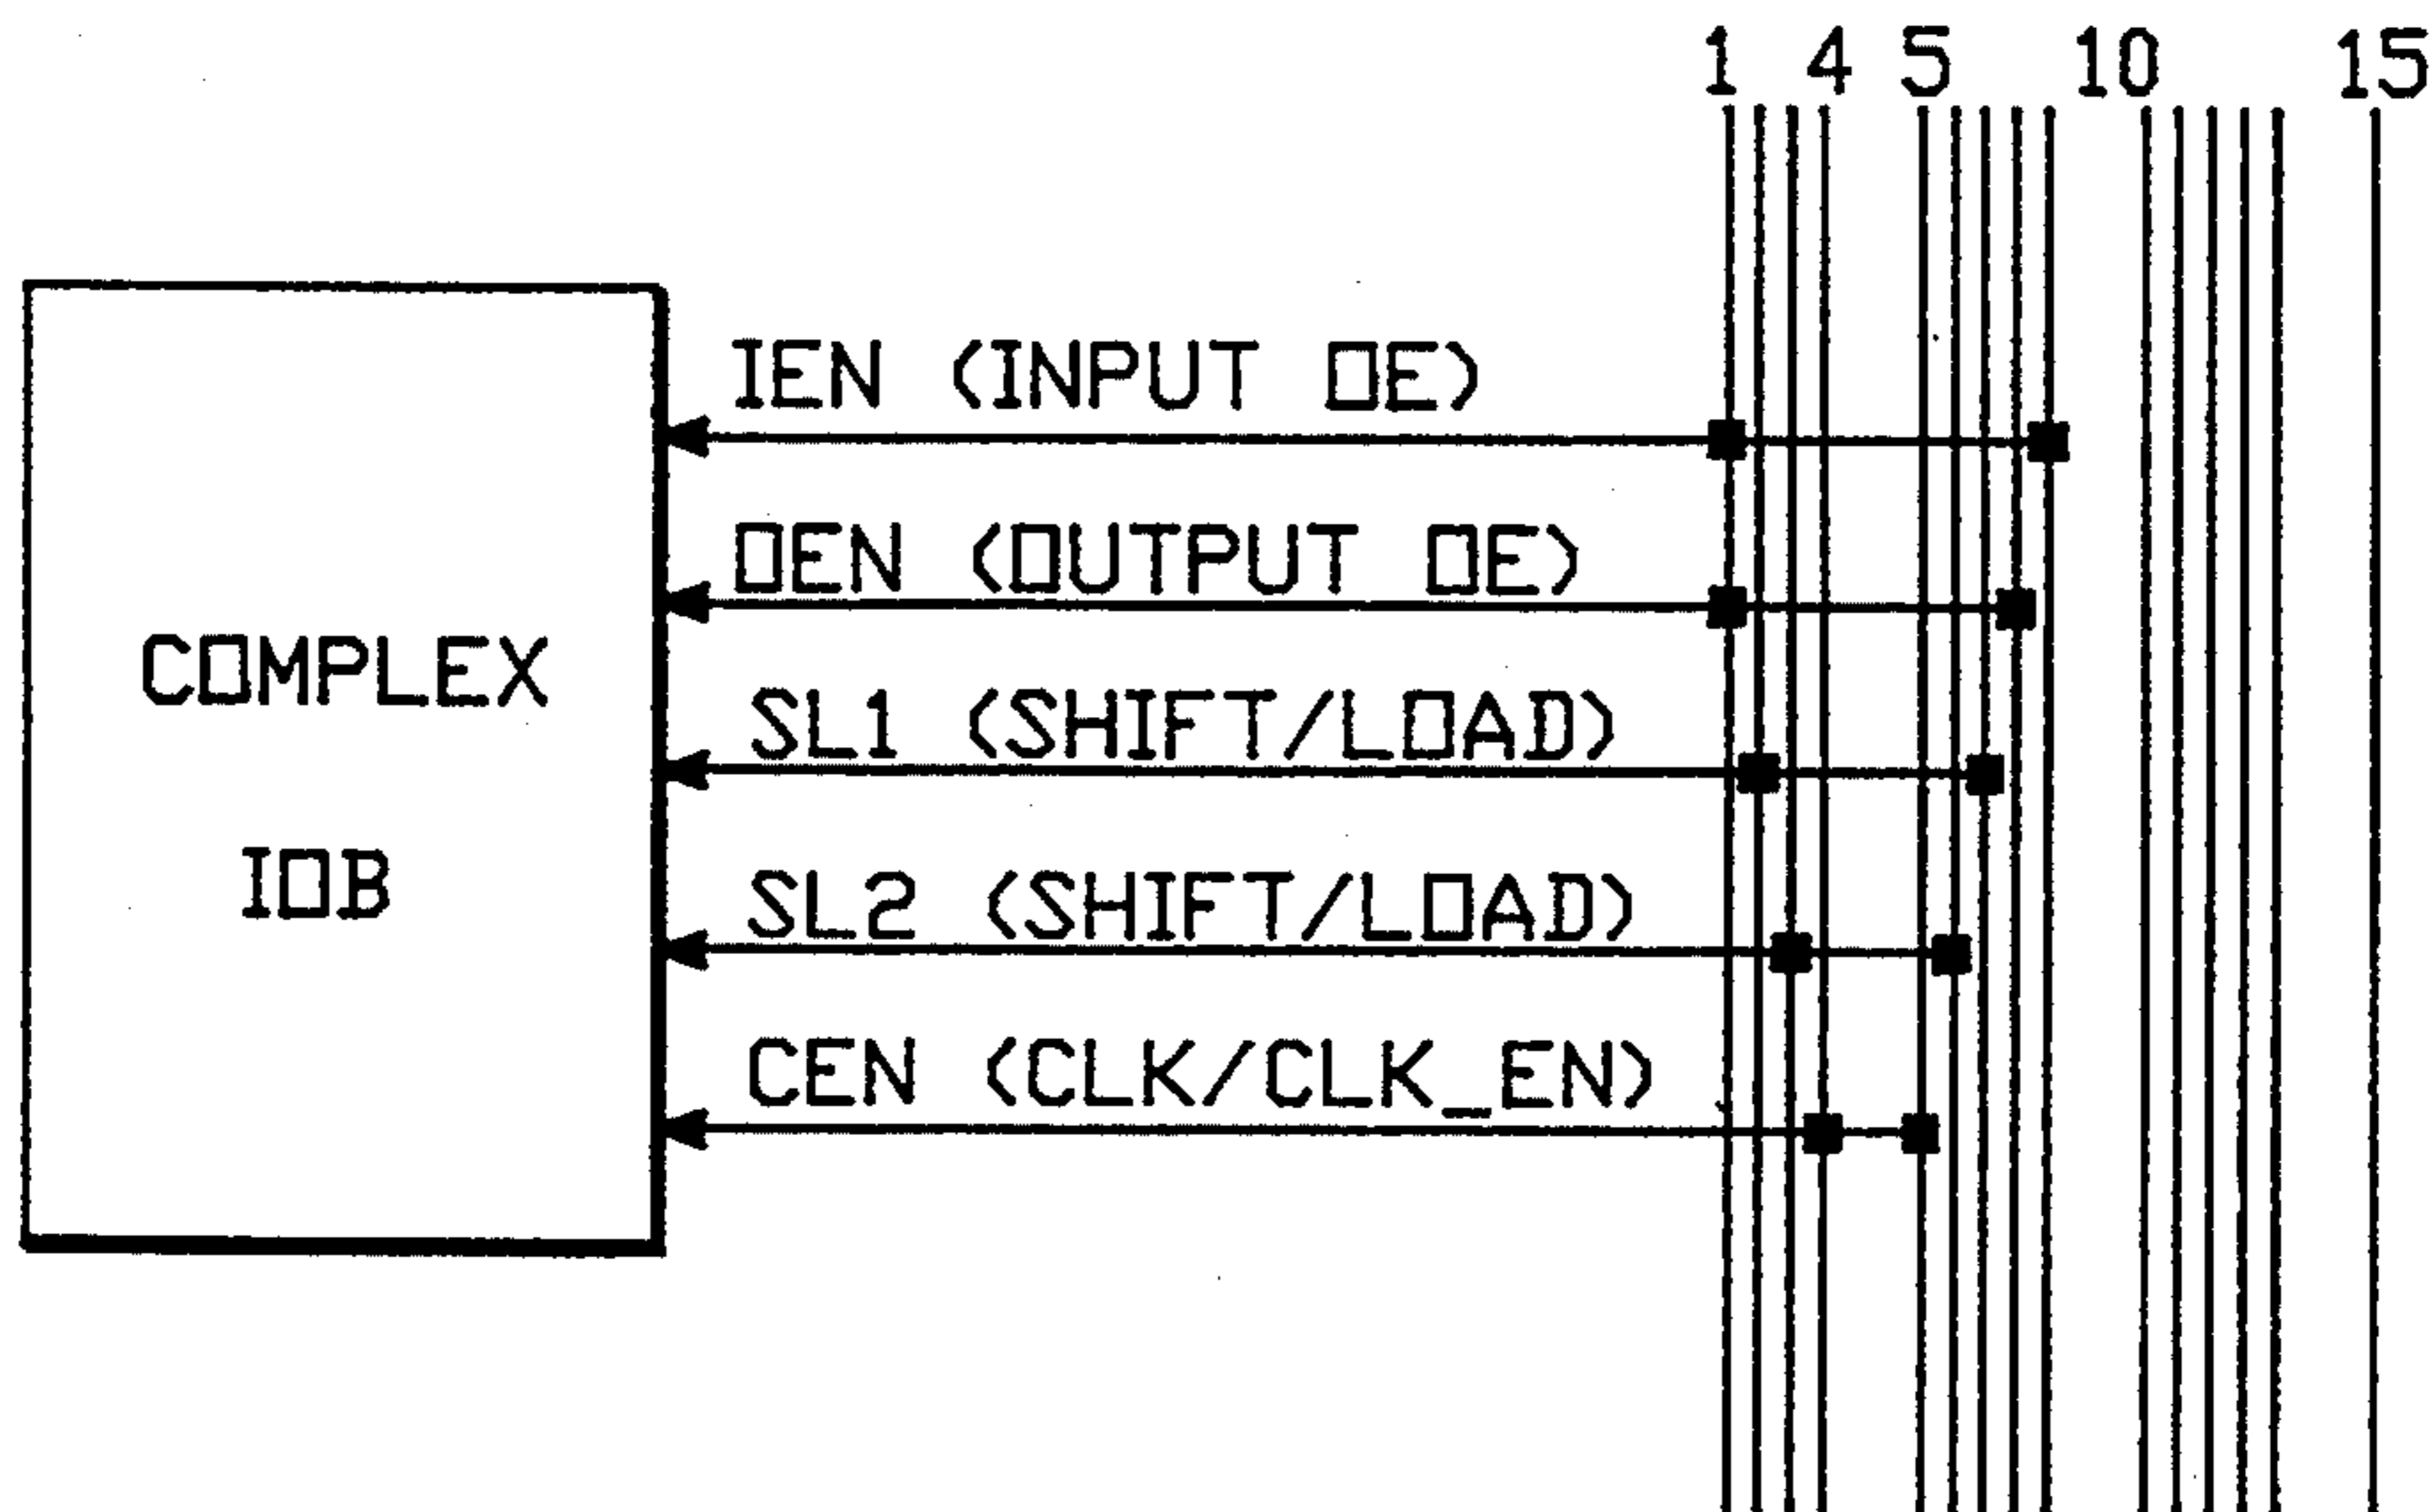 1 4 5 10 15
IEN (INPUT OE)
OEN (OUTPUT OE)
COMPLEX
SL1 (SHIFT/LOAD)
IOB
SL2 (SHIFT/LOAD)
CEN (CLK/CLK_EN)